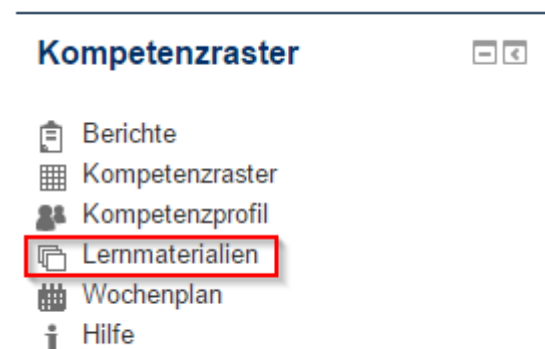 Kompetenzraster
Berichte
Kompetenzraster
Kompetenzprofil
Lernmaterialien
Wochenplan
Hilfe